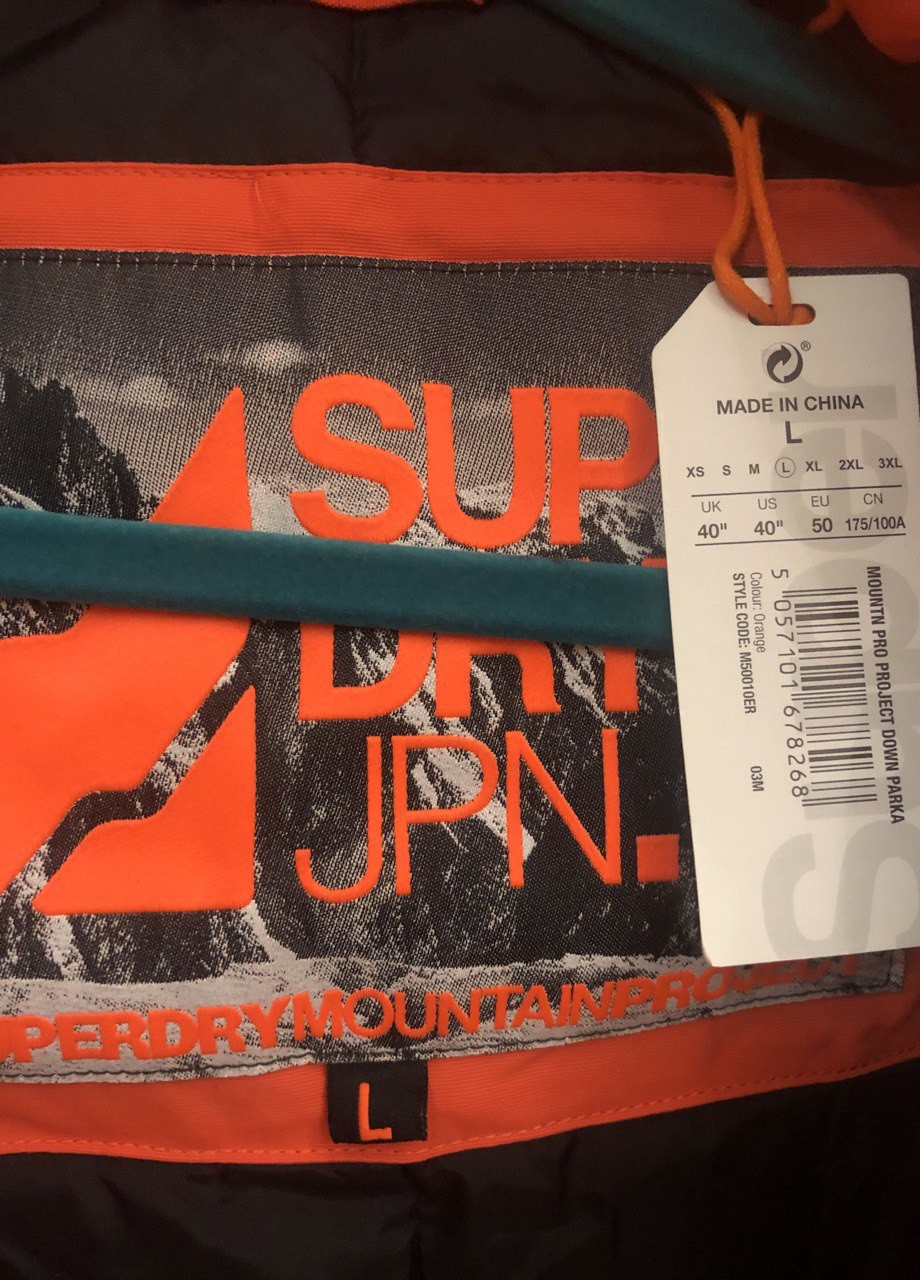 SUP
DRY
JPN.
SUPERDRYMOUNTAINPROJECT
L
®
MADE IN CHINA
L
XS S M L XL 2XL 3XL
UK US EU CN
40" 40" 50 175/100A
MOUNTN PRO PROJECT DOWN PARKA
5 057101 678268
Colour: Orange
STYLE CODE: M50010ER 03M